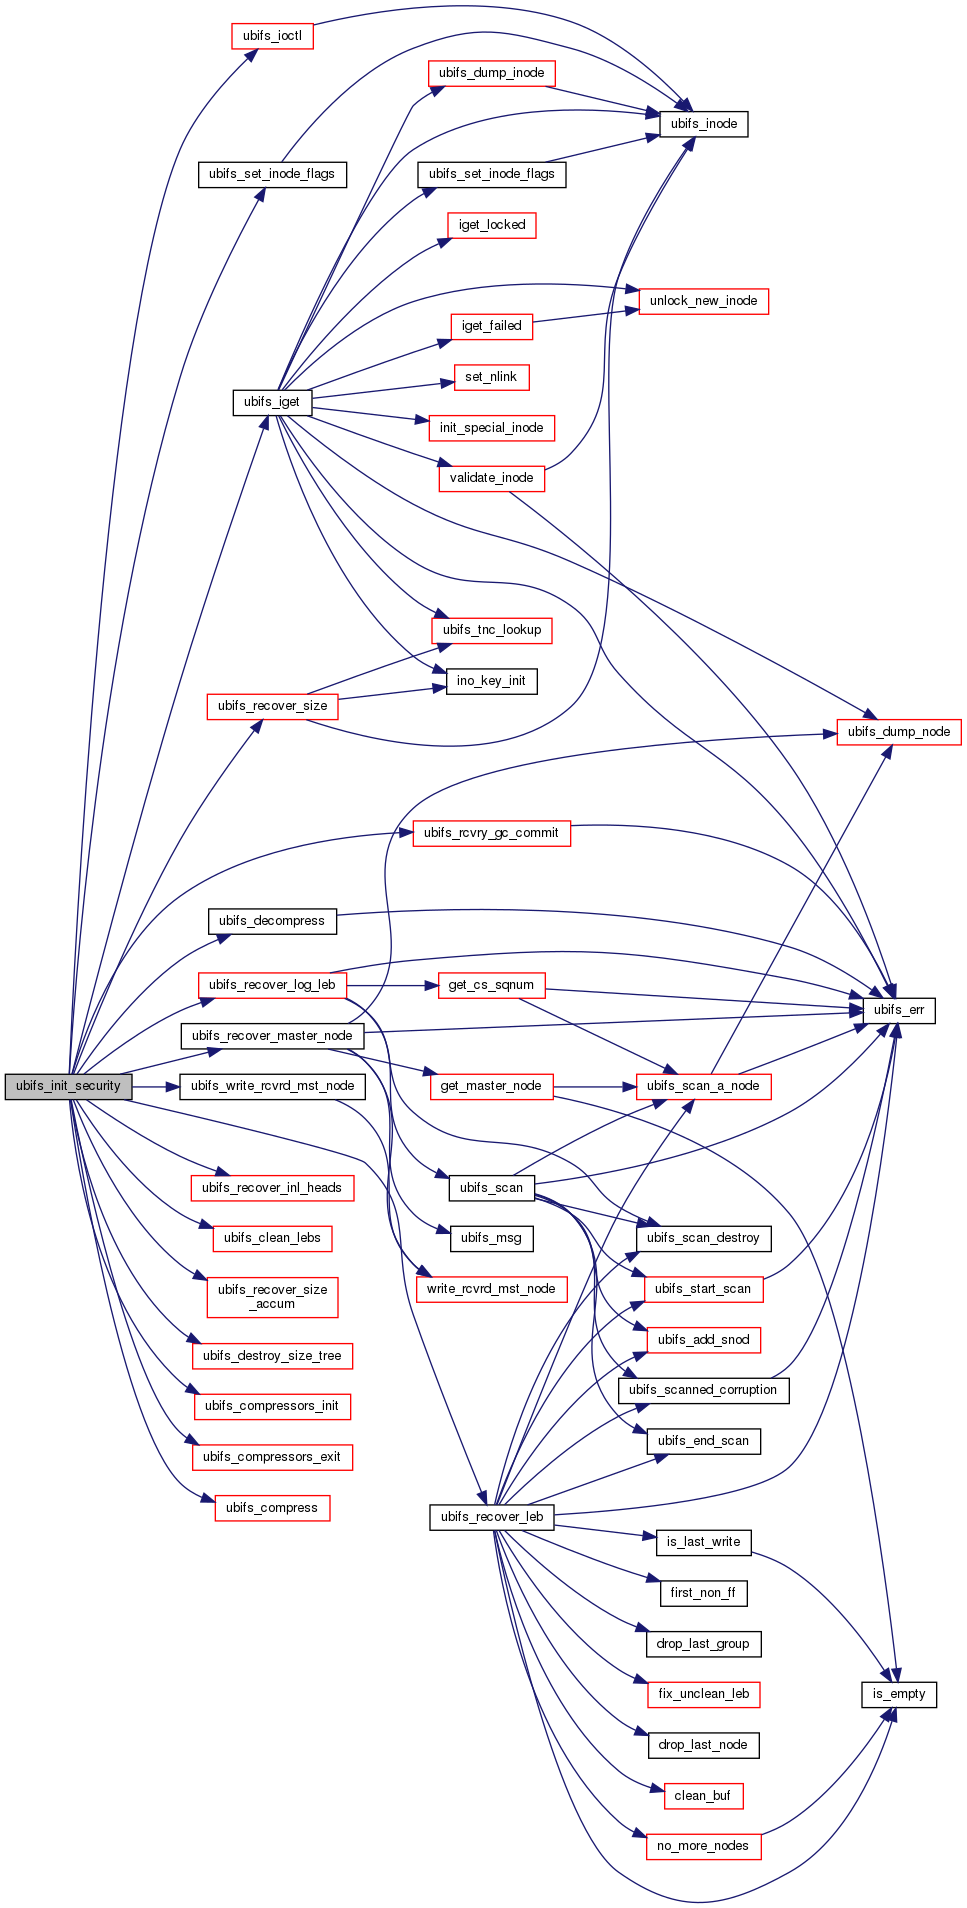 ubifs_ioctl
ubifs_dump_inode
ubifs_inode
ubifs_set_inode_flags
ubifs_set_inode_flags
iget_locked
unlock_new_inode
iget_failed
set_nlink
ubifs_iget
init_special_inode
validate_inode
ubifs_tnc_lookup
ino_key_init
ubifs_recover_size
ubifs_dump_node
ubifs_rcvry_gc_commit
ubifs_decompress
ubifs_recover_log_leb
get_cs_sqnum
ubifs_err
ubifs_recover_master_node
ubifs_init_security
ubifs_write_rcvrd_mst_node
get_master_node
ubifs_scan_a_node
ubifs_recover_inl_heads
ubifs_scan
ubifs_clean_lebs
ubifs_msg
ubifs_scan_destroy
ubifs_recover_size
_accum
write_rcvrd_mst_node
ubifs_start_scan
ubifs_destroy_size_tree
ubifs_add_snod
ubifs_compressors_init
ubifs_scanned_corruption
ubifs_compressors_exit
ubifs_end_scan
ubifs_compress
ubifs_recover_leb
is_last_write
first_non_ff
drop_last_group
fix_unclean_leb
is_empty
drop_last_node
clean_buf
no_more_nodes